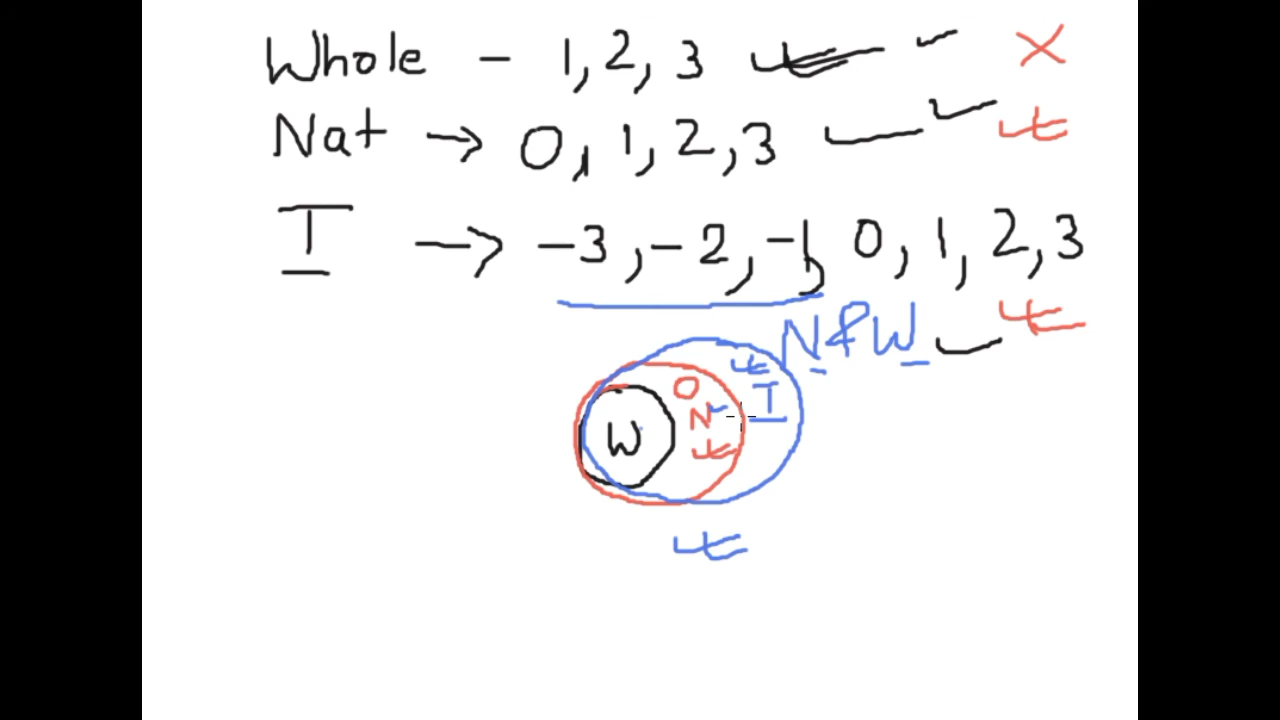 Whole - 1, 2, 3
Nat → 0, 1, 2, 3
I → -3, -2, -1, 0, 1, 2, 3
N & W
0
I
N
W